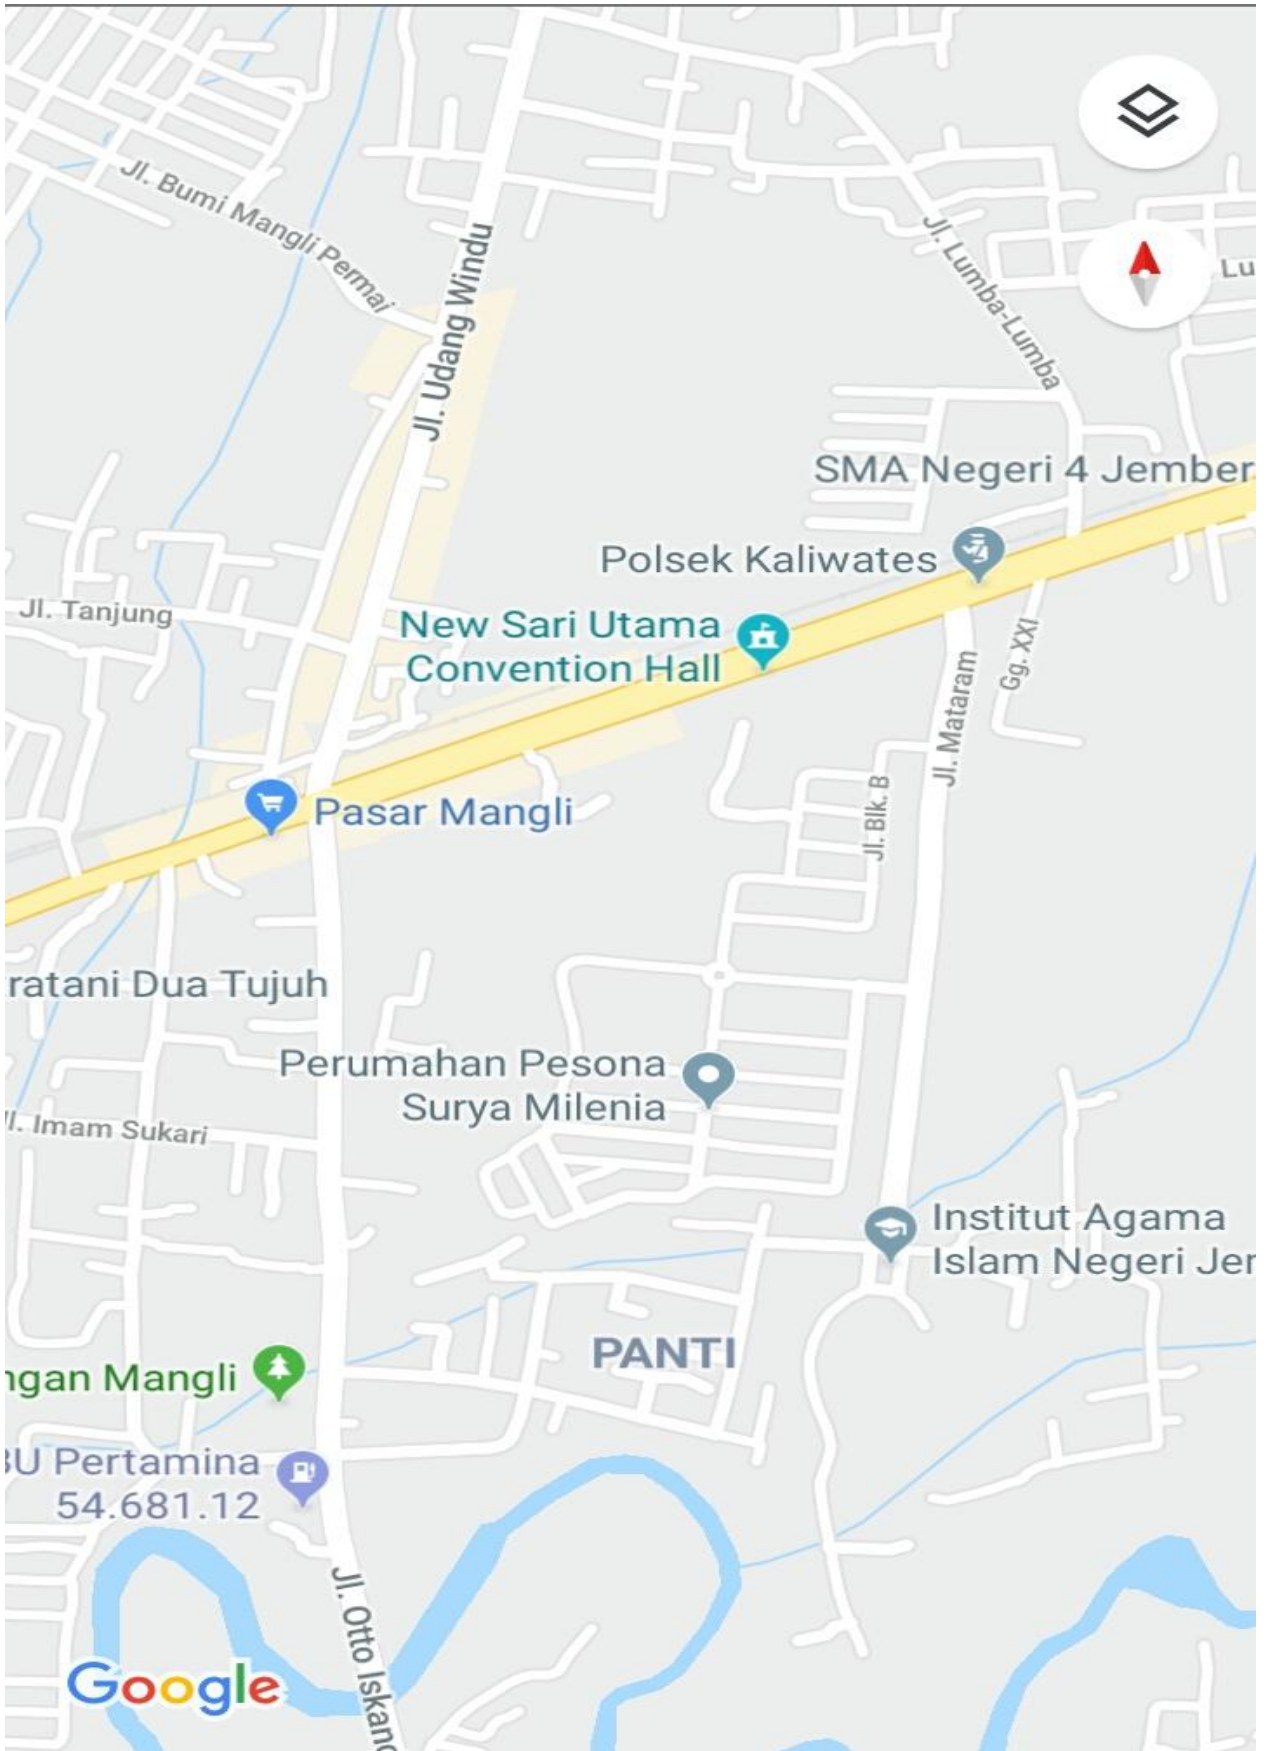 Jl. Bumi Mangli Permai
Jl. Udang Windu
Jl. Lumba-Lumba
Lu
SMA Negeri 4 Jember
Polsek Kaliwates
Jl. Tanjung
New Sari Utama
Convention Hall
Gg. XXI
Jl. Mataram
Jl. Blk. B
Pasar Mangli
ratani Dua Tujuh
Perumahan Pesona
Surya Milenia
l. Imam Sukari
Institut Agama
Islam Negeri Jer
PANTI
ngan Mangli
BU Pertamina
54.681.12
Jl. Otto Iskand
Google